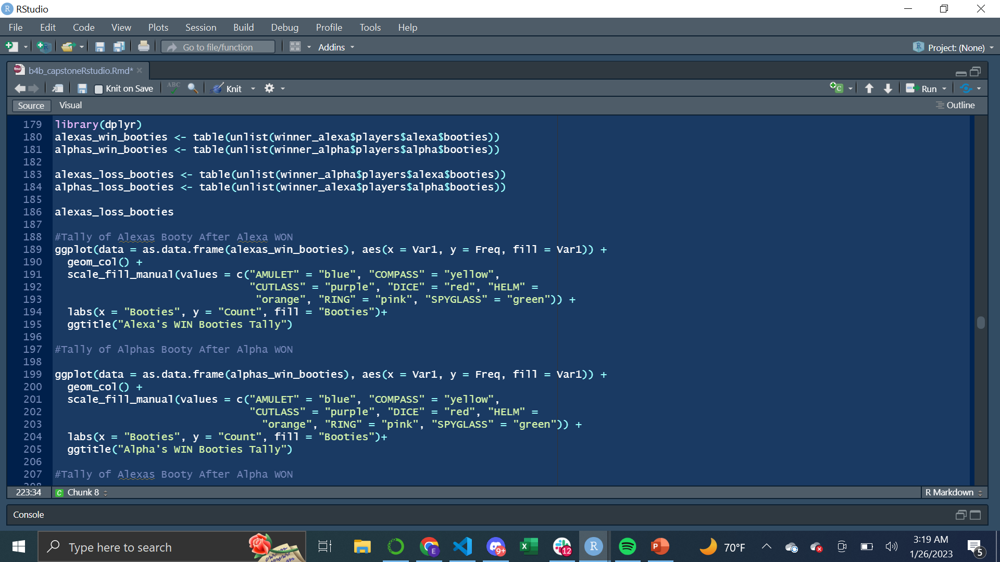 RStudio
File Edit Code View Plots Session Build Debug Profile Tools Help
Go to file/function Addins Project: (None)
b4b_capstoneRstudio.Rmd*
Knit on Save ABC Knit Run
Source Visual Outline
179 library(dplyr)
180 alexas_win_booties <- table(unlist(winner_alexa$players$alexa$booties))
181 alphas_win_booties <- table(unlist(winner_alpha$players$alpha$booties))
182
183 alexas_loss_booties <- table(unlist(winner_alpha$players$alexa$booties))
184 alphas_loss_booties <- table(unlist(winner_alexa$players$alpha$booties))
185
186 alexas_loss_booties
187
188 #Tally of Alexas Booty After Alexa WON
189 ggplot(data = as.data.frame(alexas_win_booties), aes(x = Var1, y = Freq, fill = Var1)) +
190 geom_col() +
191 scale_fill_manual(values = c("AMULET" = "blue", "COMPASS" = "yellow",
192 "CUTLASS" = "purple", "DICE" = "red", "HELM" =
193 "orange", "RING" = "pink", "SPYGLASS" = "green")) +
194 labs(x = "Booties", y = "Count", fill = "Booties")+
195 ggtitle("Alexa's WIN Booties Tally")
196
197 #Tally of Alphas Booty After Alpha WON
198
199 ggplot(data = as.data.frame(alphas_win_booties), aes(x = Var1, y = Freq, fill = Var1)) +
200 geom_col() +
201 scale_fill_manual(values = c("AMULET" = "blue", "COMPASS" = "yellow",
202 "CUTLASS" = "purple", "DICE" = "red", "HELM" =
203 "orange", "RING" = "pink", "SPYGLASS" = "green")) +
204 labs(x = "Booties", y = "Count", fill = "Booties")+
205 ggtitle("Alpha's WIN Booties Tally")
206
207 #Tally of Alexas Booty After Alpha WON
223:34 C Chunk 8 R Markdown
Console
Type here to search E 9+ 12 R P 70°F 3:19 AM
1/26/2023 5